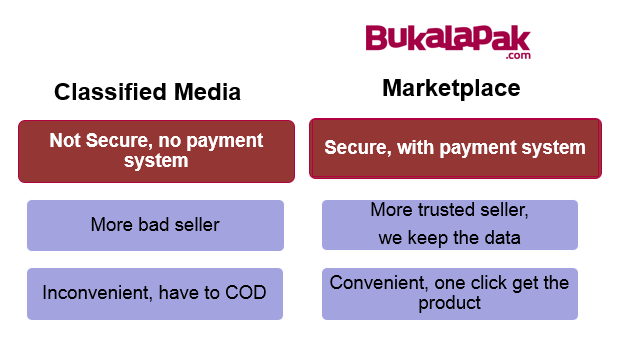 BukaLapak
.com
Classified Media
Marketplace
Not Secure, no payment
system
Secure, with payment system
More bad seller
More trusted seller,
we keep the data
Inconvenient, have to COD
Convenient, one click get the
product